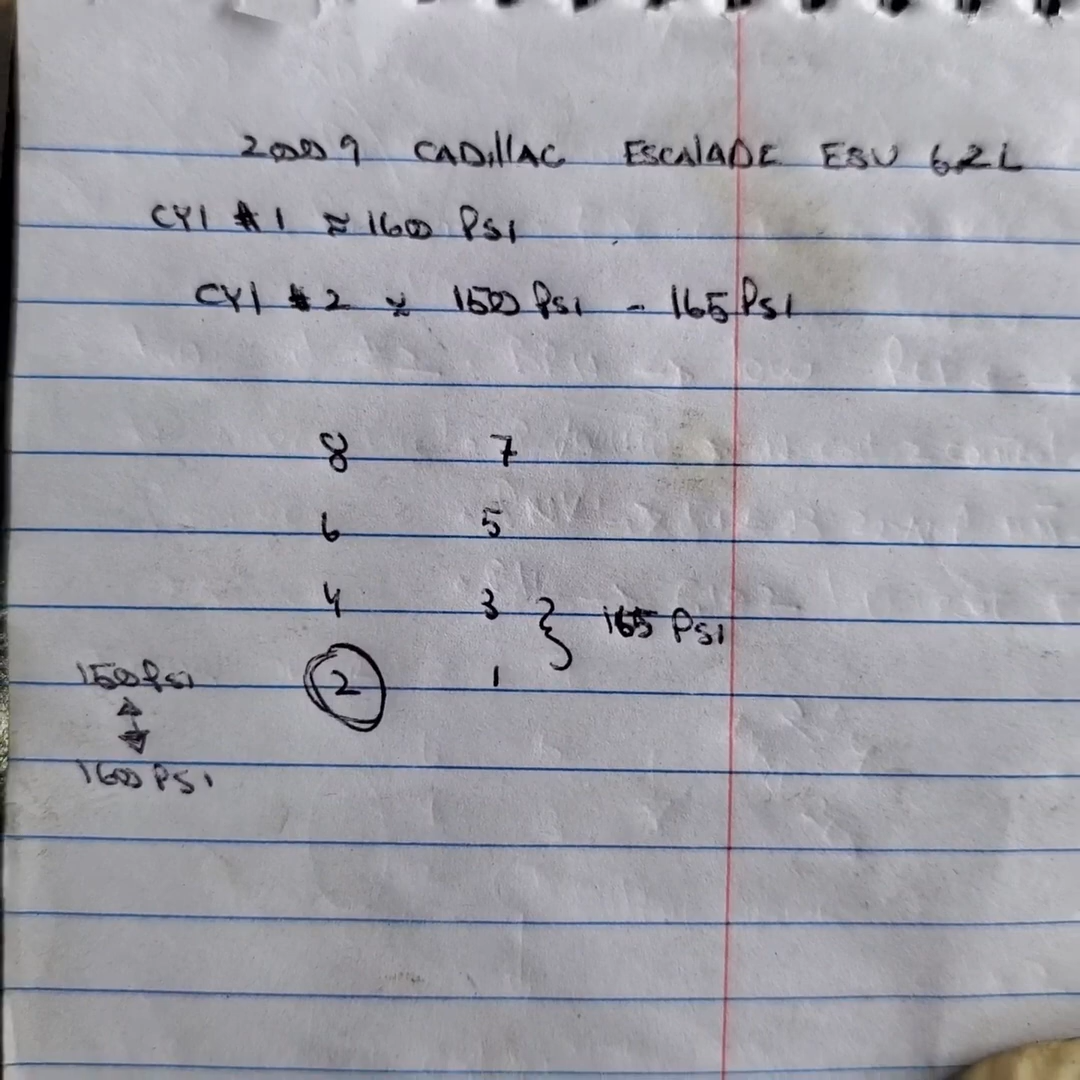 2009 CADillAC ESCAlADE ESU 6.2L
CYl #1 ≈ 160 PSI
CYl #2 ≈ 150 PSI - 165 PSI
8 7
6 5
4 3 } 165 PSI
150 PSI 2 1
160 PSI